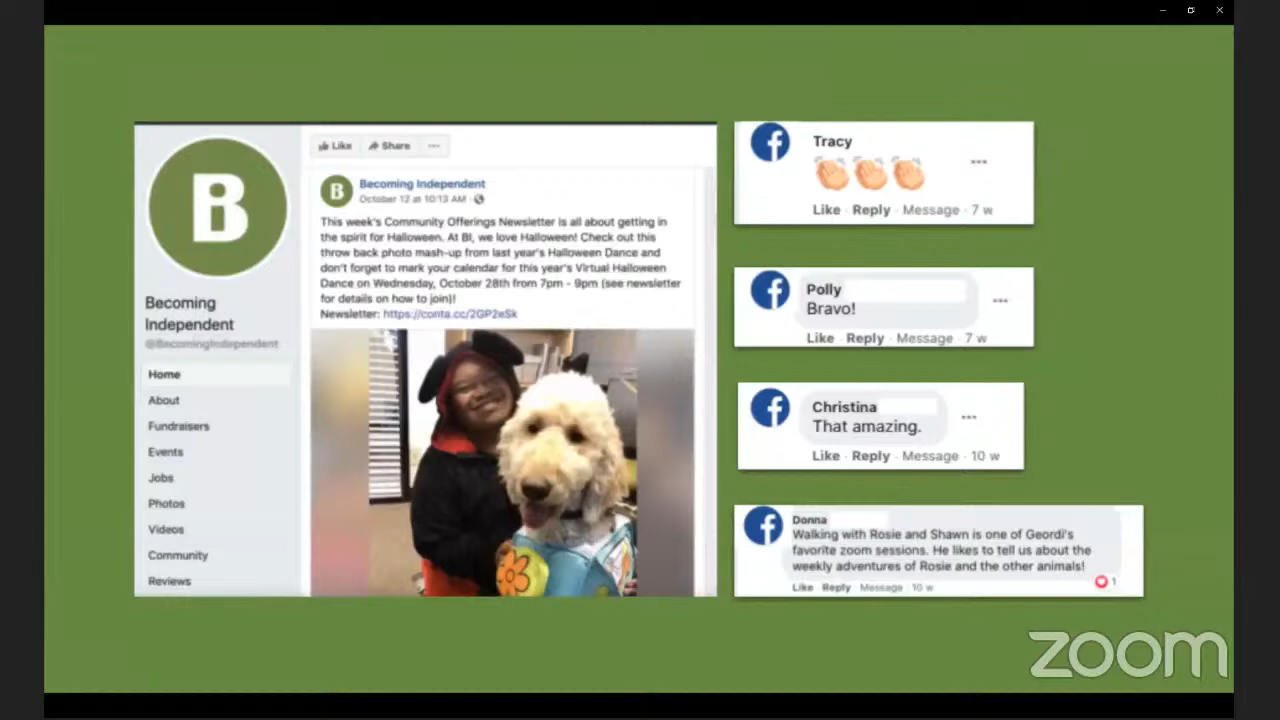 B
Becoming
Independent
@BecomingIndependent
Home
About
Fundraisers
Events
Jobs
Photos
Videos
Community
Reviews
Like Share ...
B
Becoming Independent
October 12 at 10:13 AM ·
This week's Community Offerings Newsletter is all about getting in
the spirit for Halloween. At BI, we love Halloween! Check out this
throw back photo mash-up from last year's Halloween Dance and
don't forget to mark your calendar for this year's Virtual Halloween
Dance on Wednesday, October 28th from 7pm - 9pm (see newsletter
for details on how to join)!
Newsletter: https://conta.cc/2GP2eSk
Tracy
👏👏👏
...
Like · Reply · Message · 7 w
Polly
Bravo!
...
Like · Reply · Message · 7 w
Christina
That amazing.
...
Like · Reply · Message · 10 w
Donna
Walking with Rosie and Shawn is one of Geordi's
favorite zoom sessions. He likes to tell us about the
weekly adventures of Rosie and the other animals!
1
Like Reply Message · 10 w
zoom